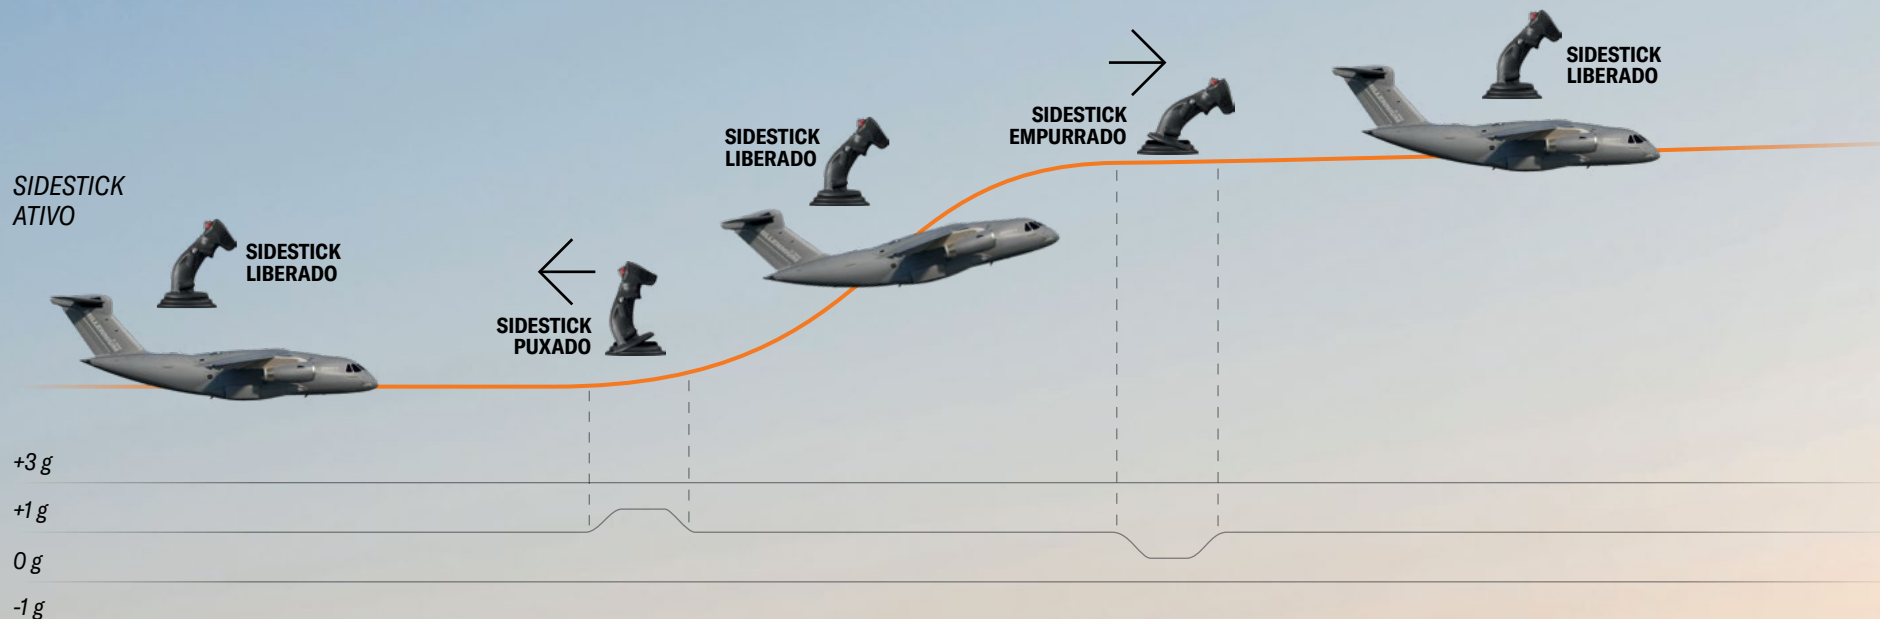 SIDESTICK
ATIVO
SIDESTICK
LIBERADO
SIDESTICK
PUXADO
SIDESTICK
LIBERADO
SIDESTICK
EMPURRADO
SIDESTICK
LIBERADO
+3 g
+1 g
0 g
-1 g